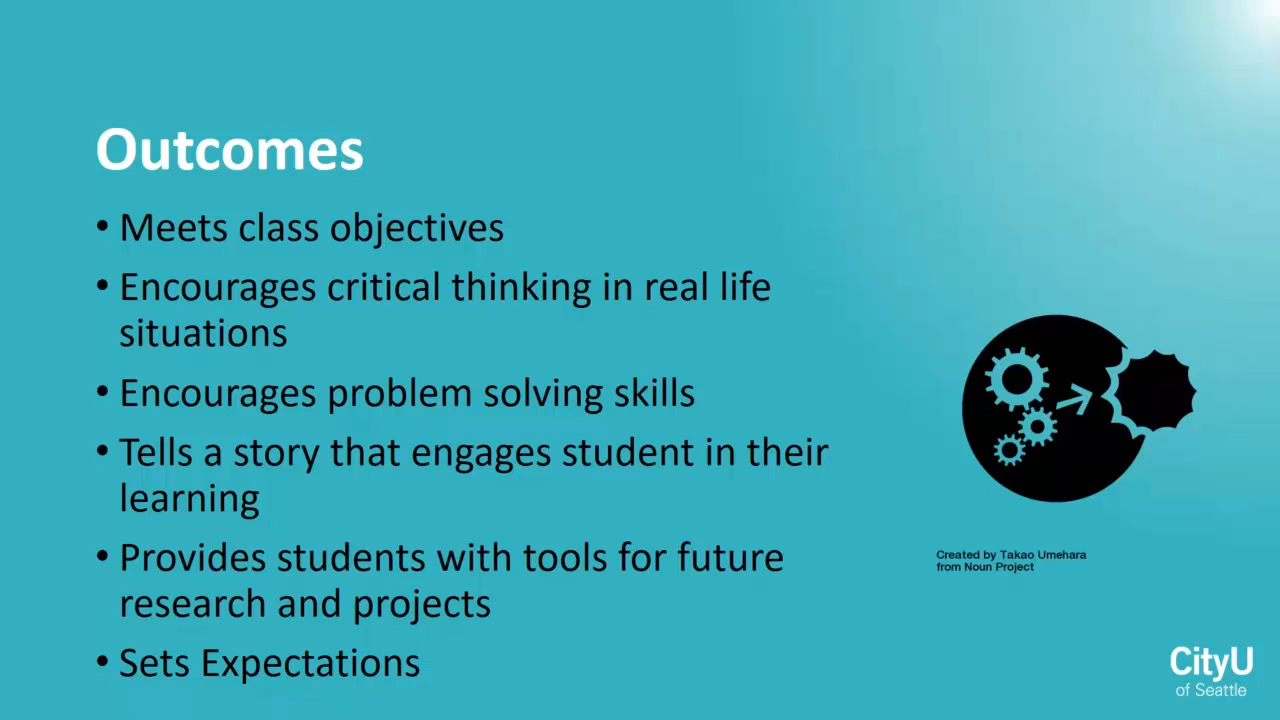 Outcomes
• Meets class objectives
• Encourages critical thinking in real life
situations
• Encourages problem solving skills
• Tells a story that engages student in their
learning
• Provides students with tools for future
research and projects
• Sets Expectations
Created by Takao Umehara
from Noun Project
CityU
of Seattle